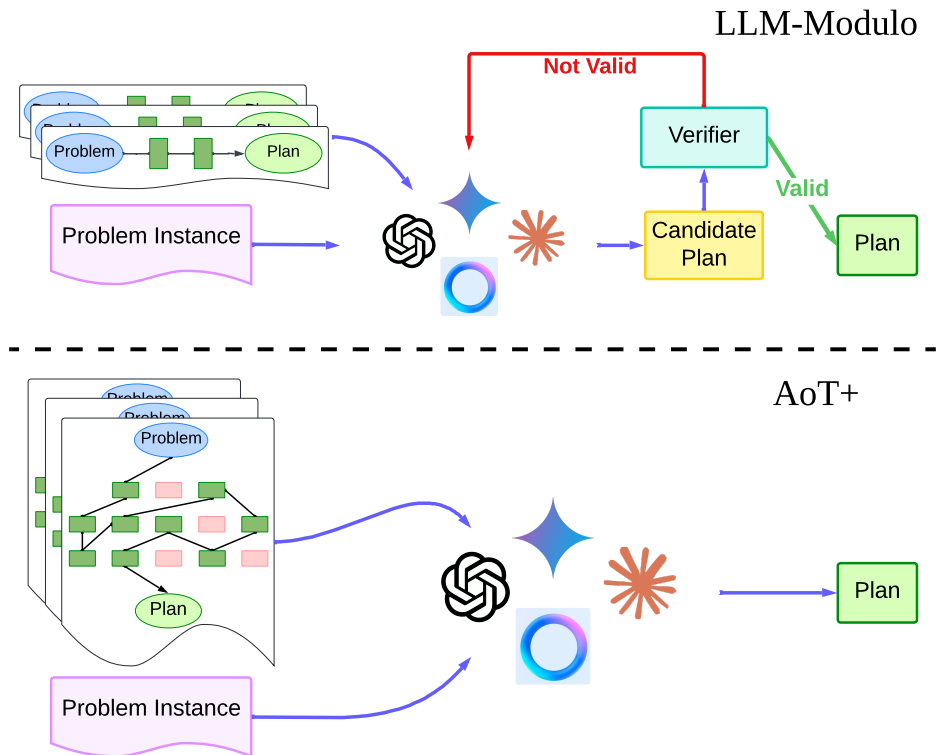 LLM-Modulo
Not Valid
Problem
Plan
Verifier
Valid
Problem Instance
Candidate
Plan
Plan
AoT+
Problem
Problem
Problem
Plan
Plan
Problem Instance